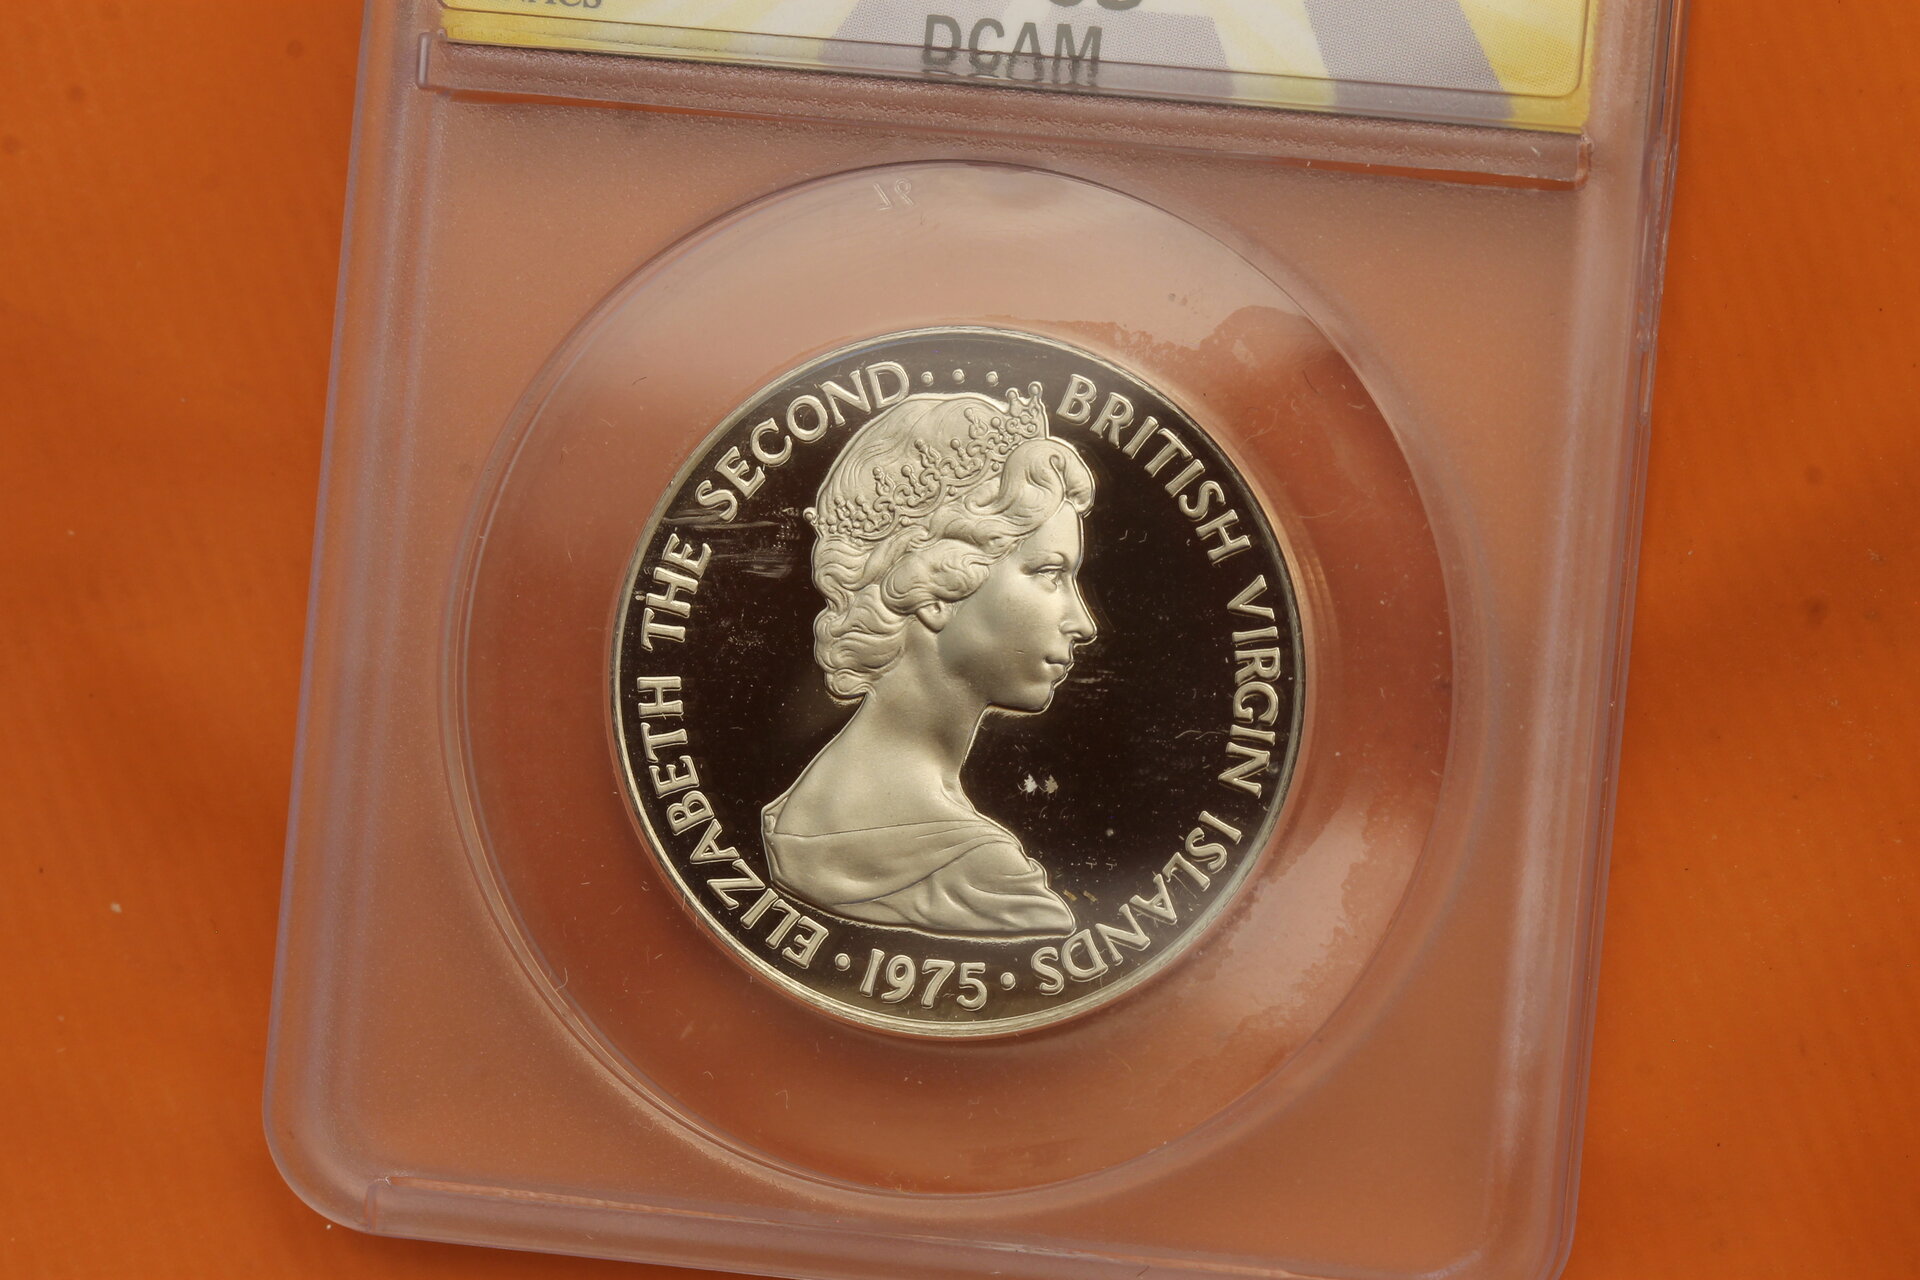 DCAM
ELIZABETH THE SECOND.... BRITISH VIRGIN ISLANDS
• 1975 •